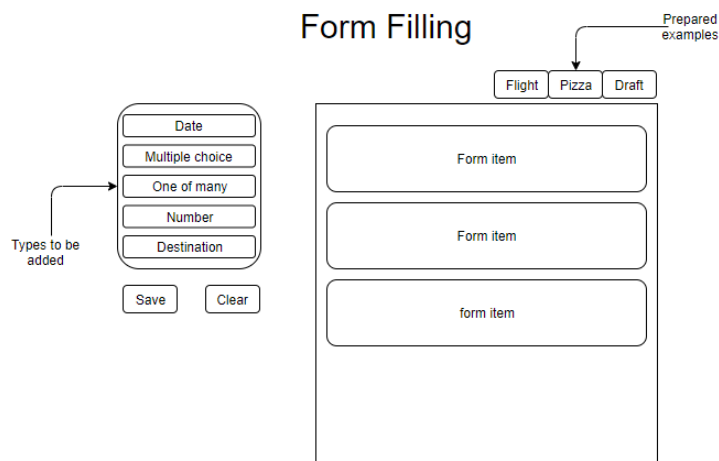 Form Filling
Prepared
examples
Flight
Pizza
Draft
Date
Multiple choice
One of many
Number
Destination
Types to be
added
Save
Clear
Form item
Form item
form item